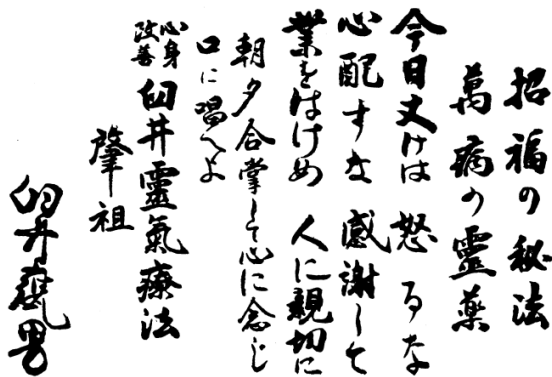 招福の秘法
萬病の靈薬
今日丈けは 怒るな
心配すな 感謝して
業をはけめ 人に親切に
朝夕合掌して心に念じ
口に唱へよ
心身改善 臼井靈氣療法
肇祖
臼井甕男